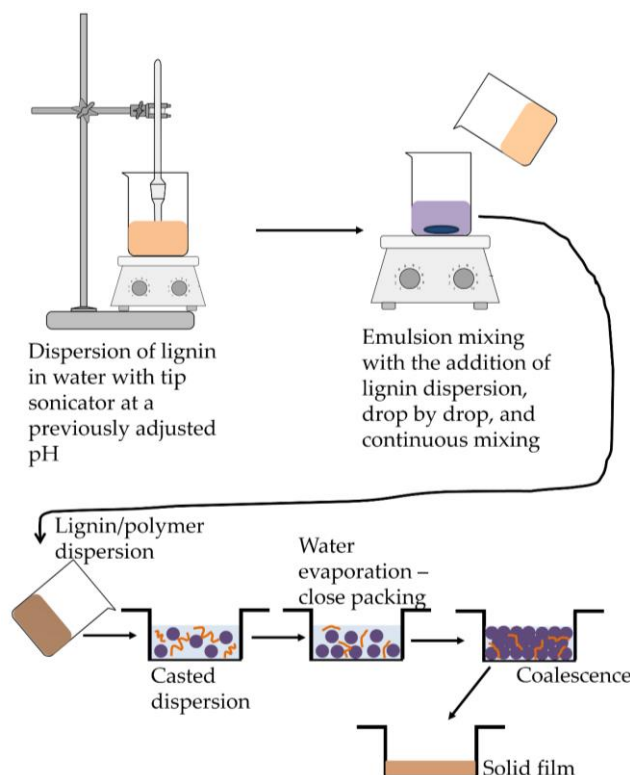 Dispersion of lignin
in water with tip
sonicator at a
previously adjusted
pH
Emulsion mixing
with the addition of
lignin dispersion,
drop by drop, and
continuous mixing
Lignin/polymer
dispersion
Water
evaporation –
close packing
Casted
dispersion
Coalescence
Solid film